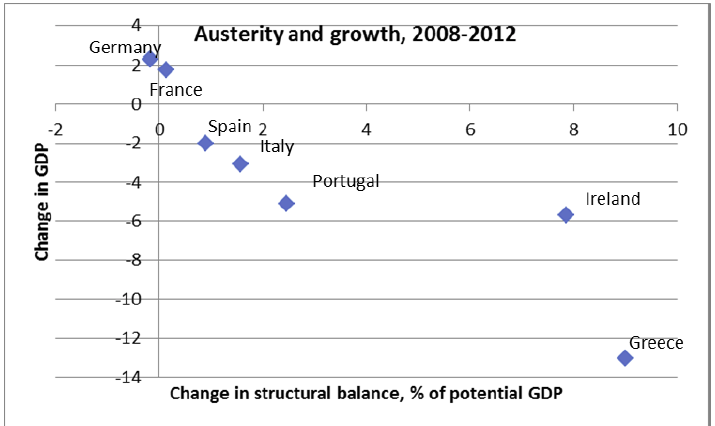 Austerity and growth, 2008-2012
Change in GDP
4
2
0
-2
-4
-6
-8
-10
-12
-14
-2
0
2
4
6
8
10
Germany
France
Spain
Italy
Portugal
Ireland
Greece
Change in structural balance, % of potential GDP